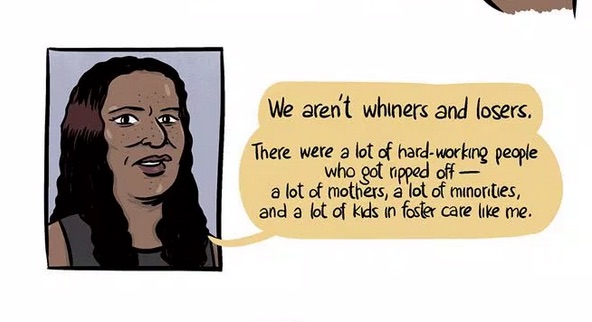 We aren't whiners and losers.
There were a lot of hard-working people
who got ripped off—
a lot of mothers, a lot of minorities,
and a lot of kids in foster care like me.